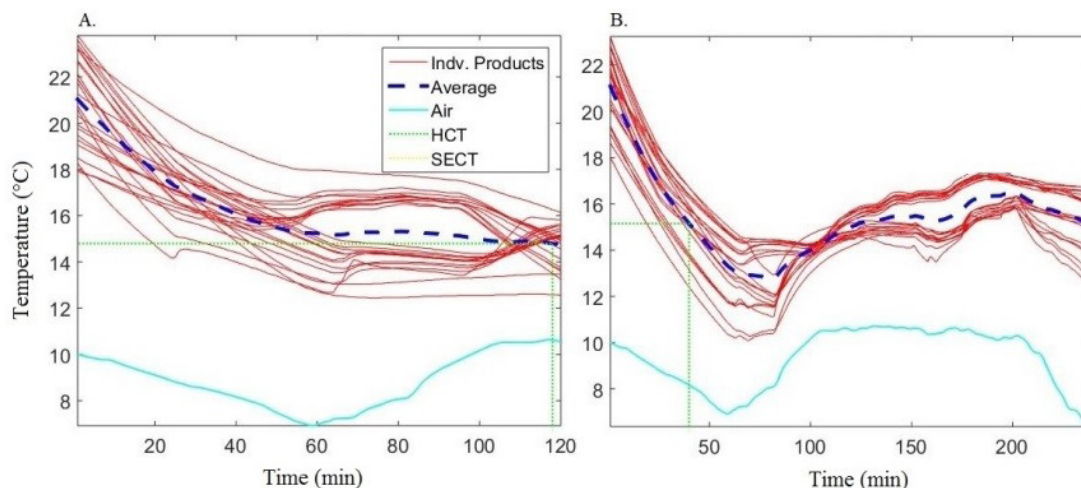 A.
22
20
18
16
14
12
10
8
Temperature (°C)
20
40
60
80
100
120
Time (min)
Indv. Products
Average
Air
HCT
SECT
B.
22
20
18
16
14
12
10
8
50
100
150
200
Time (min)